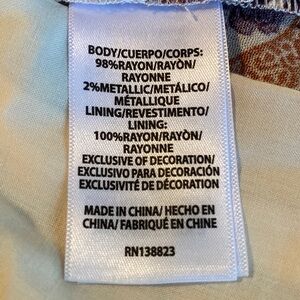 BODY/CUERPO/CORPS:
98%RAYON/RAYÓN/
RAYONNE
2%METALLIC/METÁLICO/
MÉTALLIQUE
LINING/REVESTIMENTO/
LINING:
100%RAYON/RAYÓN/
RAYONNE
EXCLUSIVE OF DECORATION/
EXCLUSIVO PARA DECORACIÓN
EXCLUSIVITÉ DE DÉCORATION
MADE IN CHINA/ HECHO EN
CHINA/ FABRIQUÉ EN CHINE
RN138823